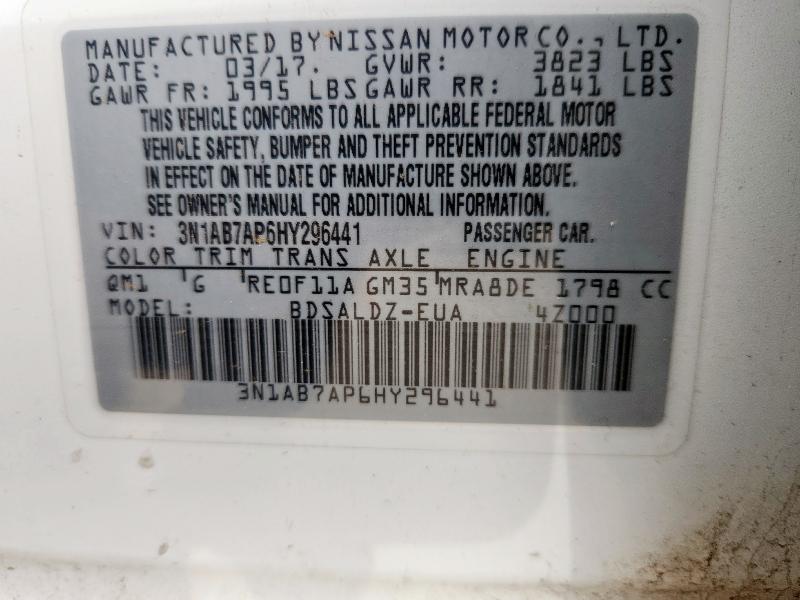 MANUFACTURED BY NISSAN MOTOR CO., LTD.
DATE: 03/17. GVWR: 3823 LBS
GAWR FR: 1995 LBS GAWR RR: 1841 LBS
THIS VEHICLE CONFORMS TO ALL APPLICABLE FEDERAL MOTOR
VEHICLE SAFETY, BUMPER AND THEFT PREVENTION STANDARDS
IN EFFECT ON THE DATE OF MANUFACTURE SHOWN ABOVE.
SEE OWNER'S MANUAL FOR ADDITIONAL INFORMATION.
VIN: 3N1AB7AP6HY296441 PASSENGER CAR.
COLOR TRIM TRANS AXLE ENGINE
QM1 G RE0F11A GM35 MRA8DE 1798 CC
MODEL: BDSALDZ-EUA 4Z000
3N1AB7AP6HY296441